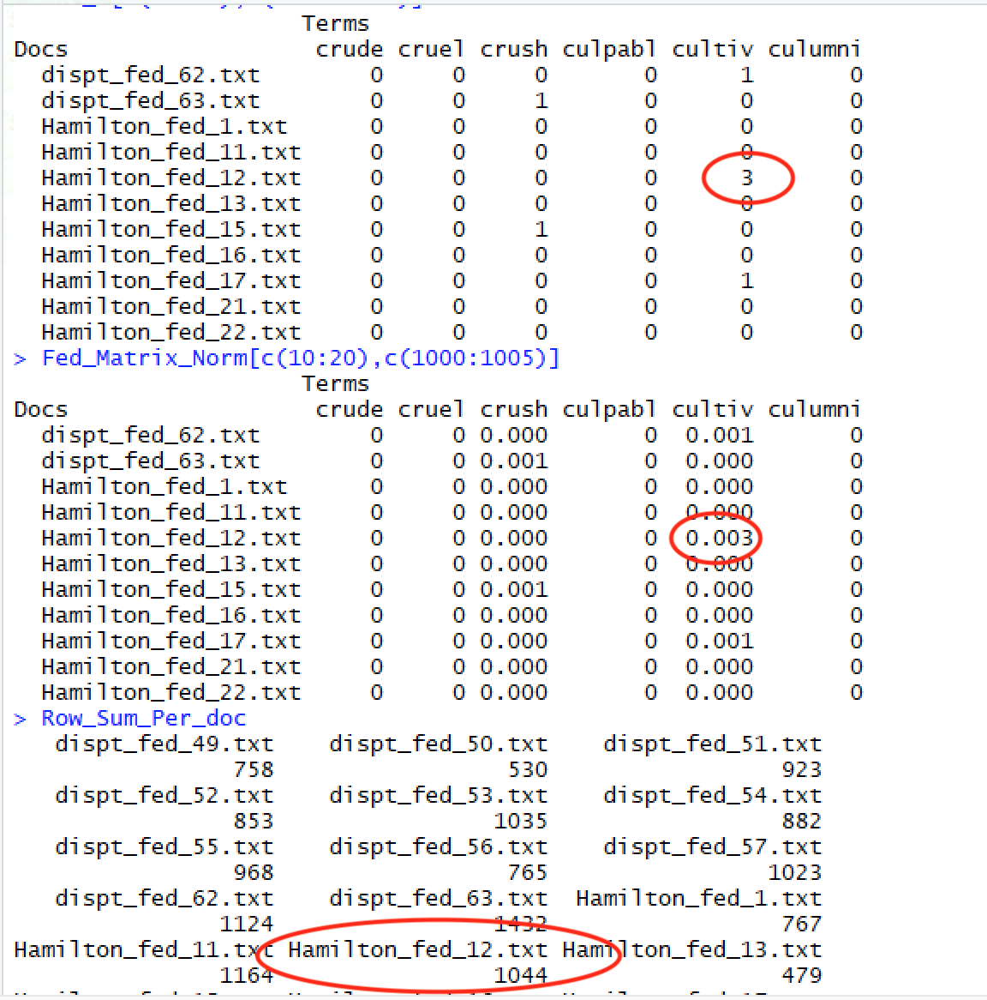 Terms
Docs crude cruel crush culpabl cultiv culumni
dispt_fed_62.txt 0 0 0 0 1 0
dispt_fed_63.txt 0 0 1 0 0 0
Hamilton_fed_1.txt 0 0 0 0 0 0
Hamilton_fed_11.txt 0 0 0 0 0 0
Hamilton_fed_12.txt 0 0 0 0 3 0
Hamilton_fed_13.txt 0 0 0 0 0 0
Hamilton_fed_15.txt 0 0 1 0 0 0
Hamilton_fed_16.txt 0 0 0 0 0 0
Hamilton_fed_17.txt 0 0 0 0 1 0
Hamilton_fed_21.txt 0 0 0 0 0 0
Hamilton_fed_22.txt 0 0 0 0 0 0
> Fed_Matrix_Norm[c(10:20),c(1000:1005)]
Terms
Docs crude cruel crush culpabl cultiv culumni
dispt_fed_62.txt 0 0 0.000 0 0.001 0
dispt_fed_63.txt 0 0 0.001 0 0.000 0
Hamilton_fed_1.txt 0 0 0.000 0 0.000 0
Hamilton_fed_11.txt 0 0 0.000 0 0.000 0
Hamilton_fed_12.txt 0 0 0.000 0 0.003 0
Hamilton_fed_13.txt 0 0 0.000 0 0.000 0
Hamilton_fed_15.txt 0 0 0.001 0 0.000 0
Hamilton_fed_16.txt 0 0 0.000 0 0.000 0
Hamilton_fed_17.txt 0 0 0.000 0 0.001 0
Hamilton_fed_21.txt 0 0 0.000 0 0.000 0
Hamilton_fed_22.txt 0 0 0.000 0 0.000 0
> Row_Sum_Per_doc
dispt_fed_49.txt dispt_fed_50.txt dispt_fed_51.txt
758 530 923
dispt_fed_52.txt dispt_fed_53.txt dispt_fed_54.txt
853 1035 882
dispt_fed_55.txt dispt_fed_56.txt dispt_fed_57.txt
968 765 1023
dispt_fed_62.txt dispt_fed_63.txt Hamilton_fed_1.txt
1124 1432 767
Hamilton_fed_11.txt Hamilton_fed_12.txt Hamilton_fed_13.txt
1164 1044 479